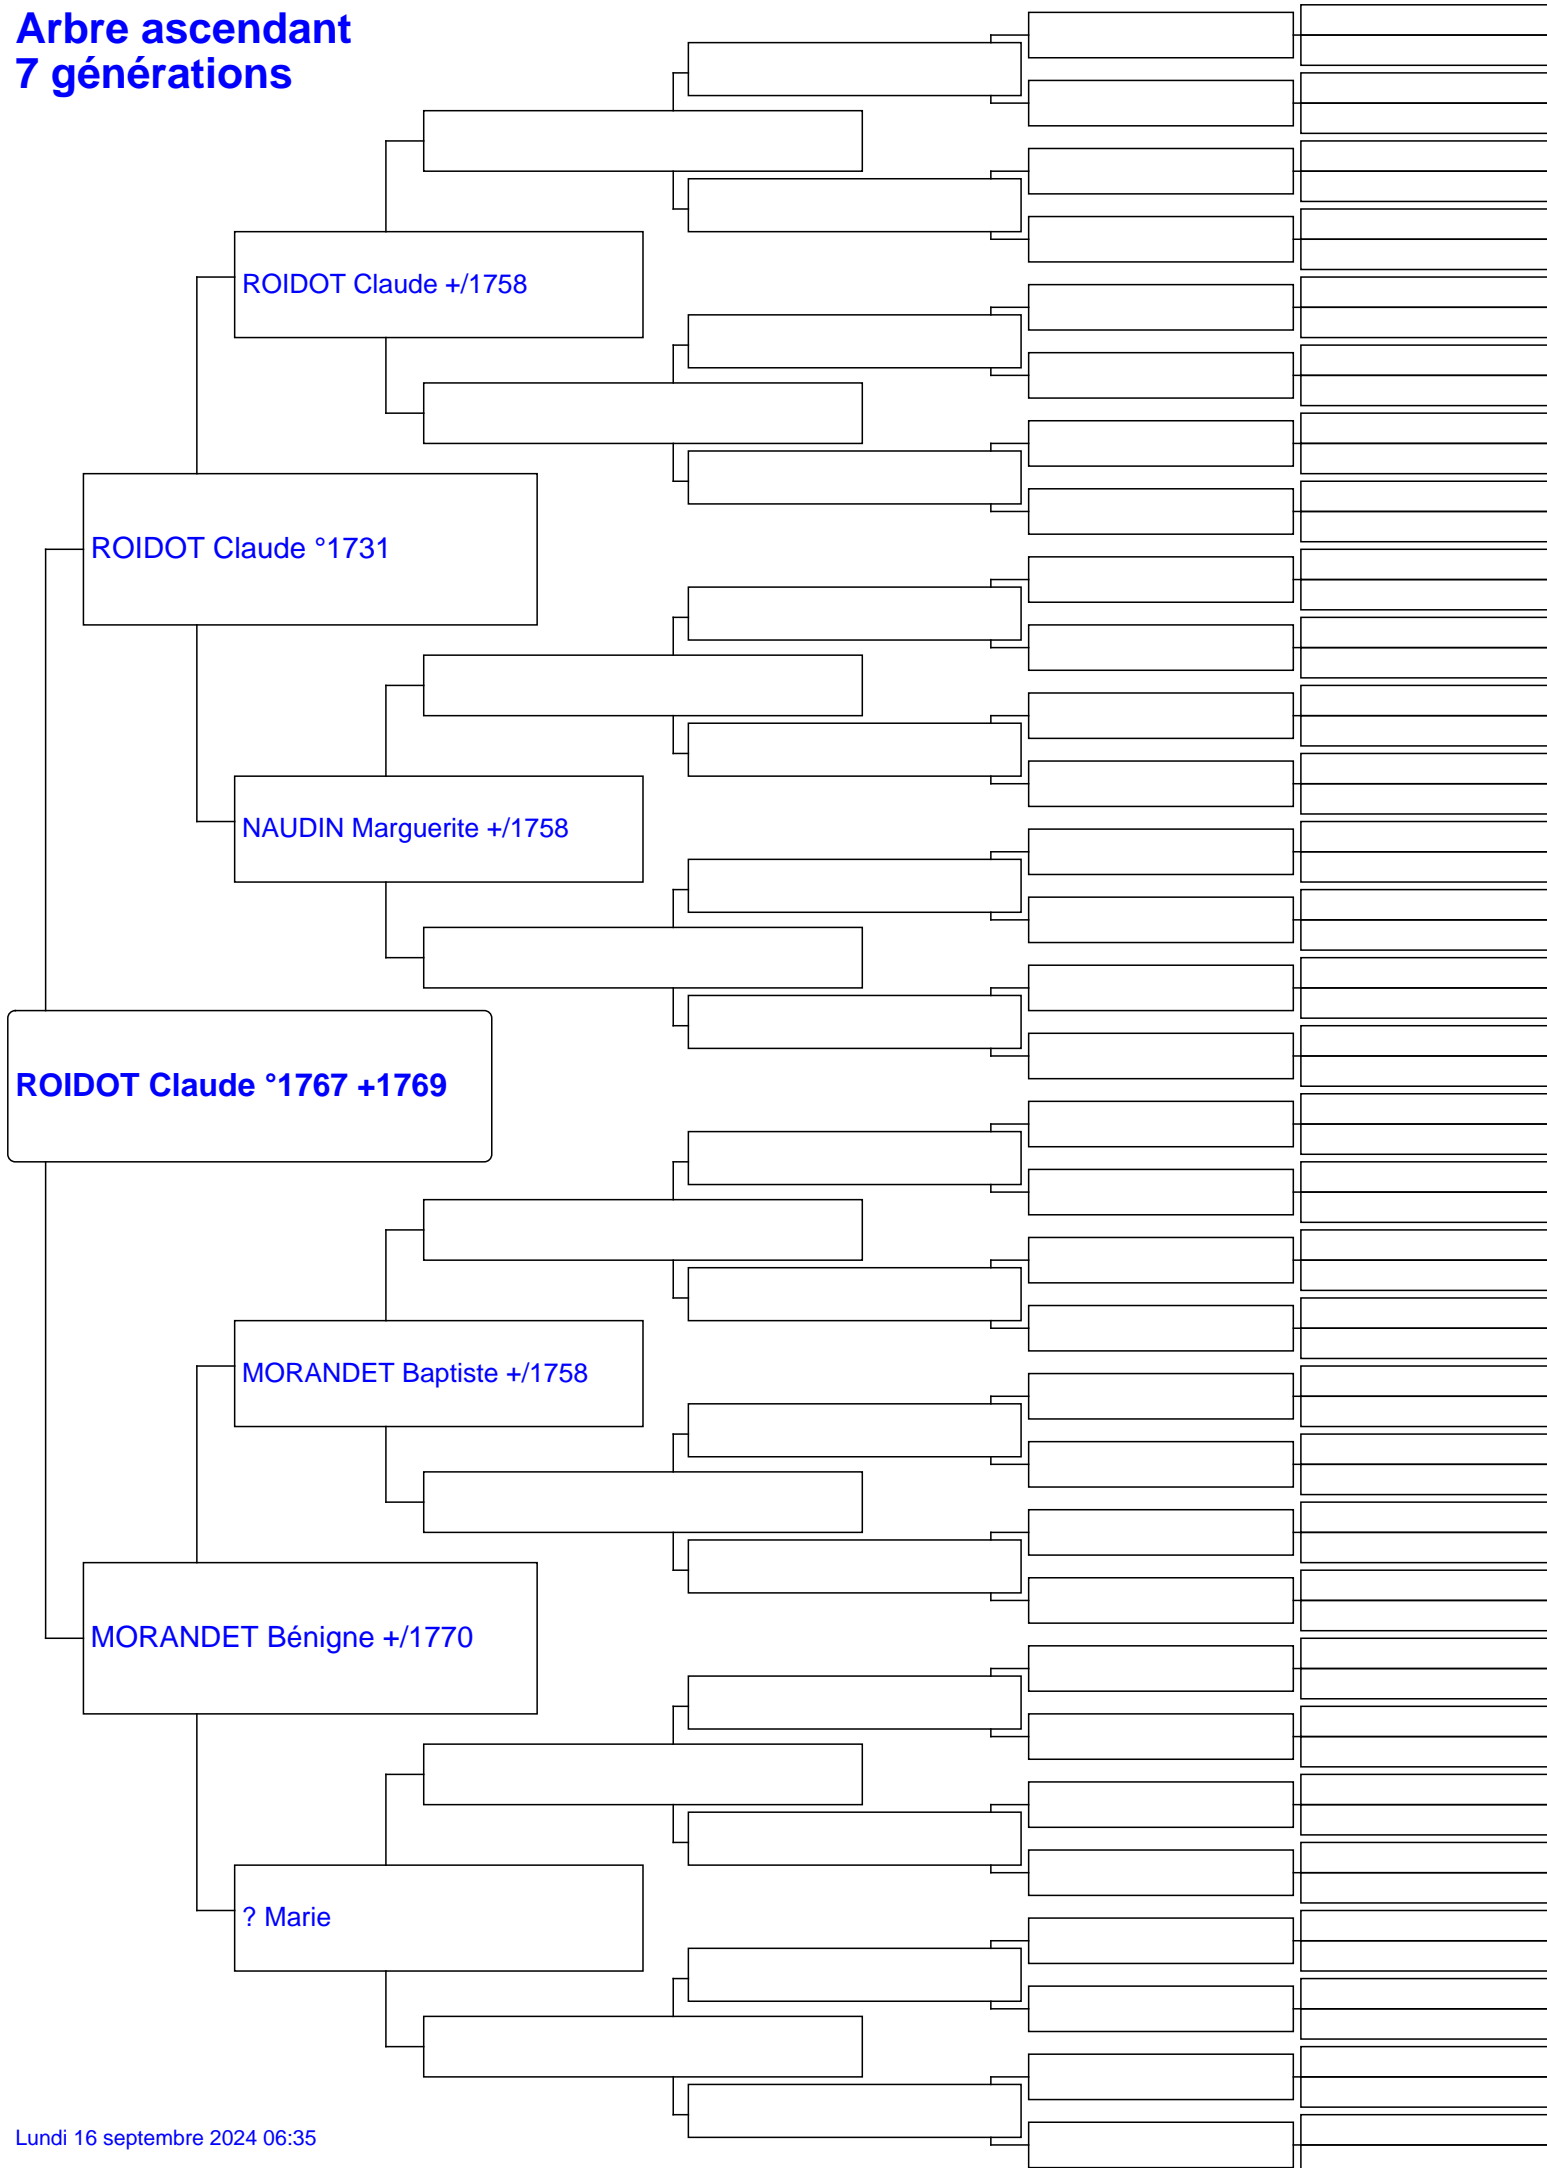 Arbre ascendant
7 générations
ROIDOT Claude +/1758
ROIDOT Claude °1731
NAUDIN Marguerite +/1758
ROIDOT Claude °1767 +1769
MORANDET Baptiste +/1758
MORANDET Bénigne +/1770
? Marie
Lundi 16 septembre 2024 06:35